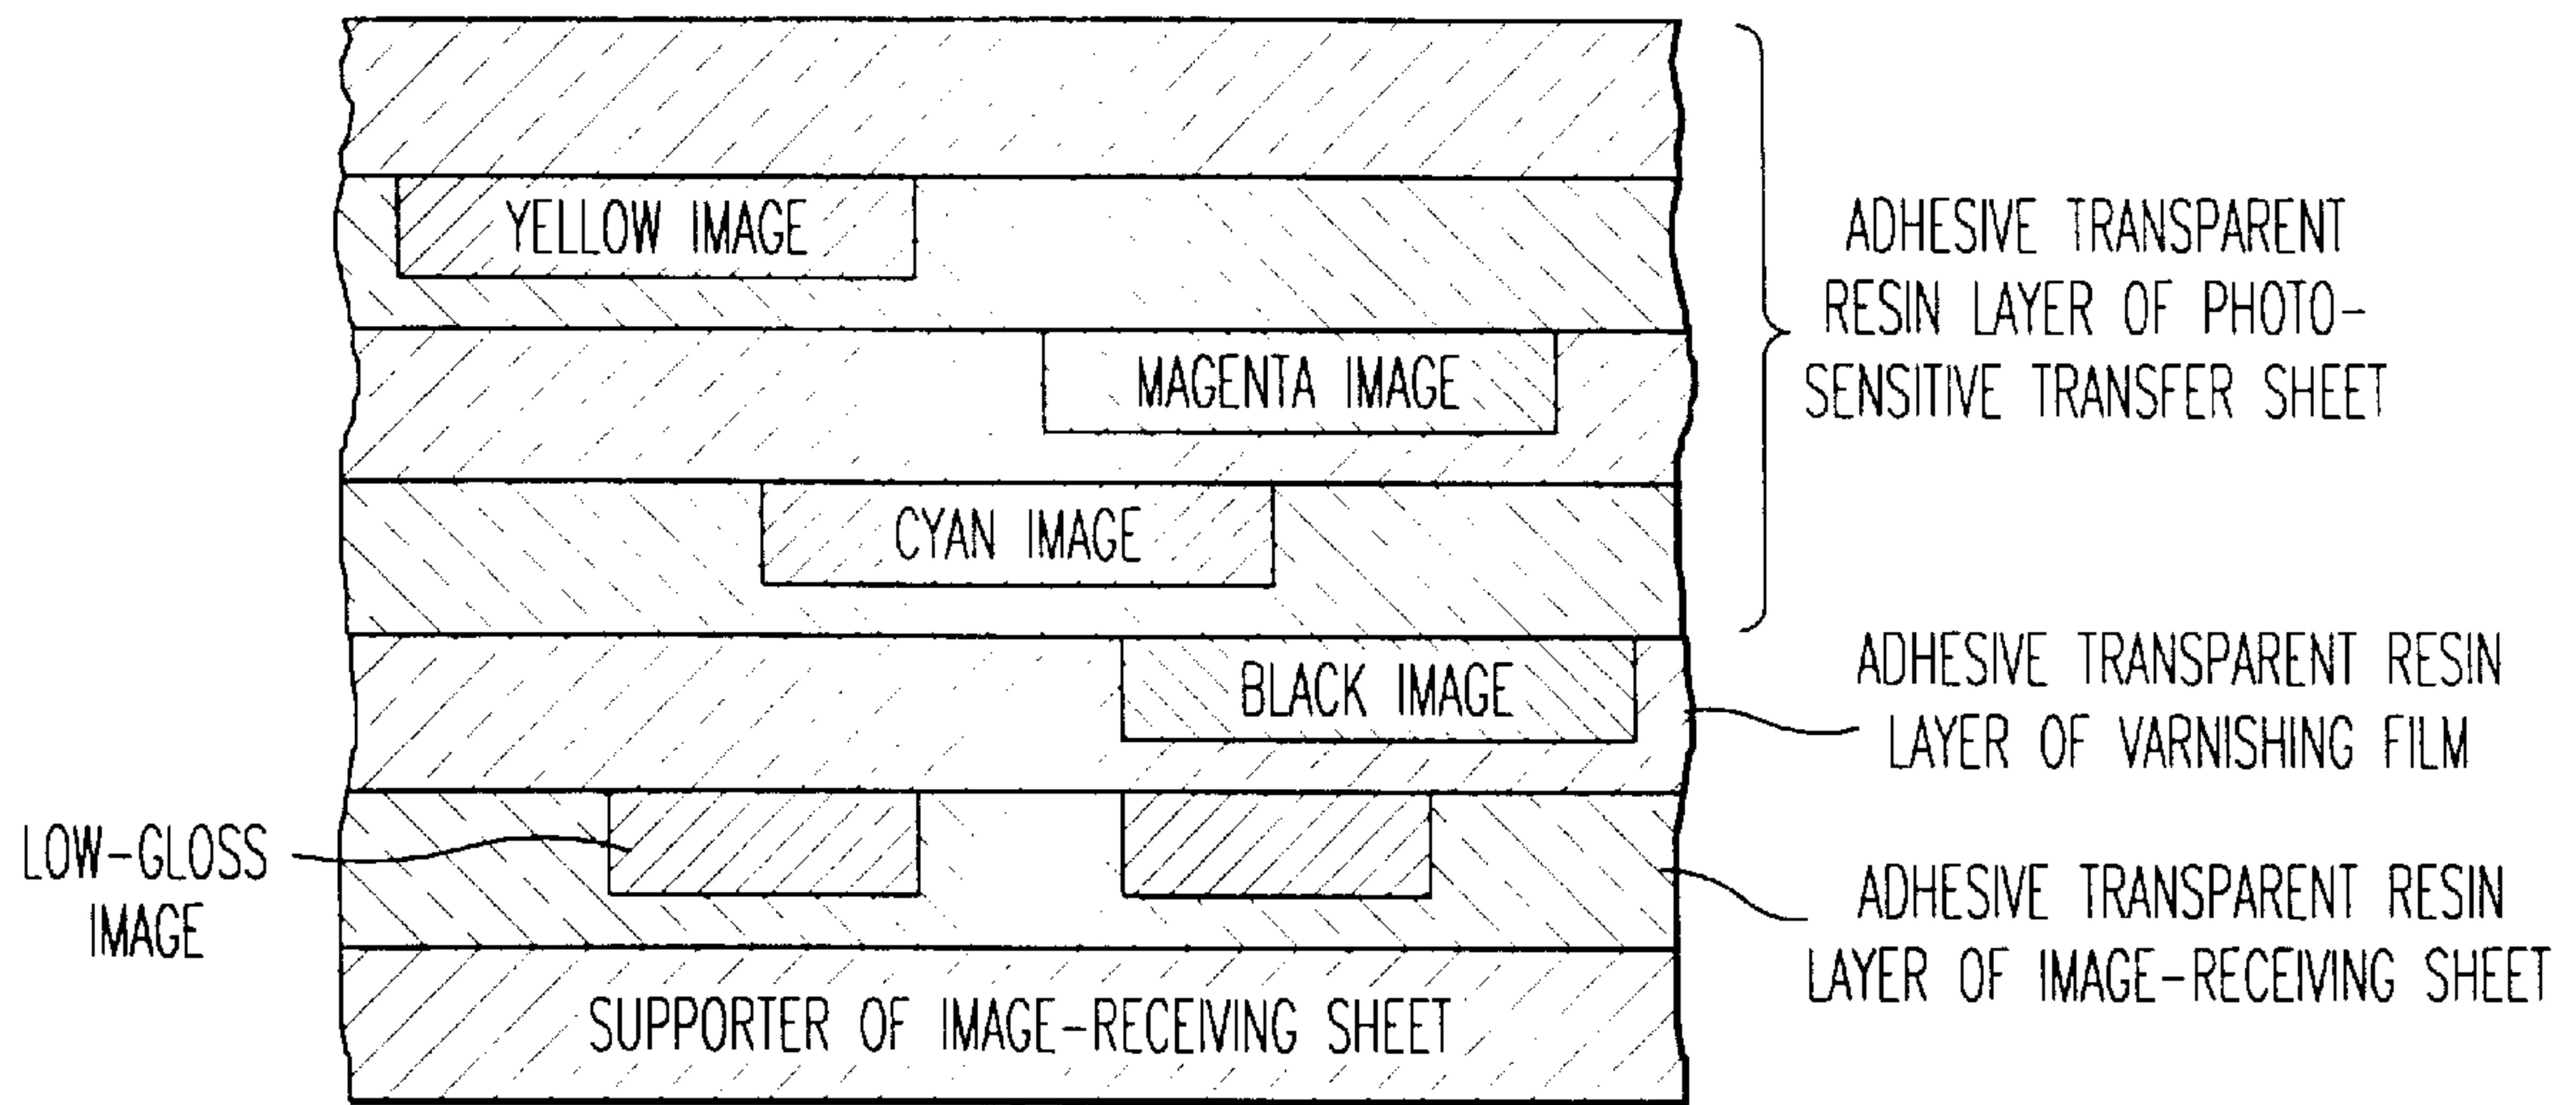 YELLOW IMAGE
MAGENTA IMAGE
CYAN IMAGE
BLACK IMAGE
ADHESIVE TRANSPARENT
RESIN LAYER OF PHOTO-
SENSITIVE TRANSFER SHEET
ADHESIVE TRANSPARENT RESIN
LAYER OF VARNISHING FILM
LOW-GLOSS
IMAGE
ADHESIVE TRANSPARENT RESIN
LAYER OF IMAGE-RECEIVING SHEET
SUPPORTER OF IMAGE-RECEIVING SHEET